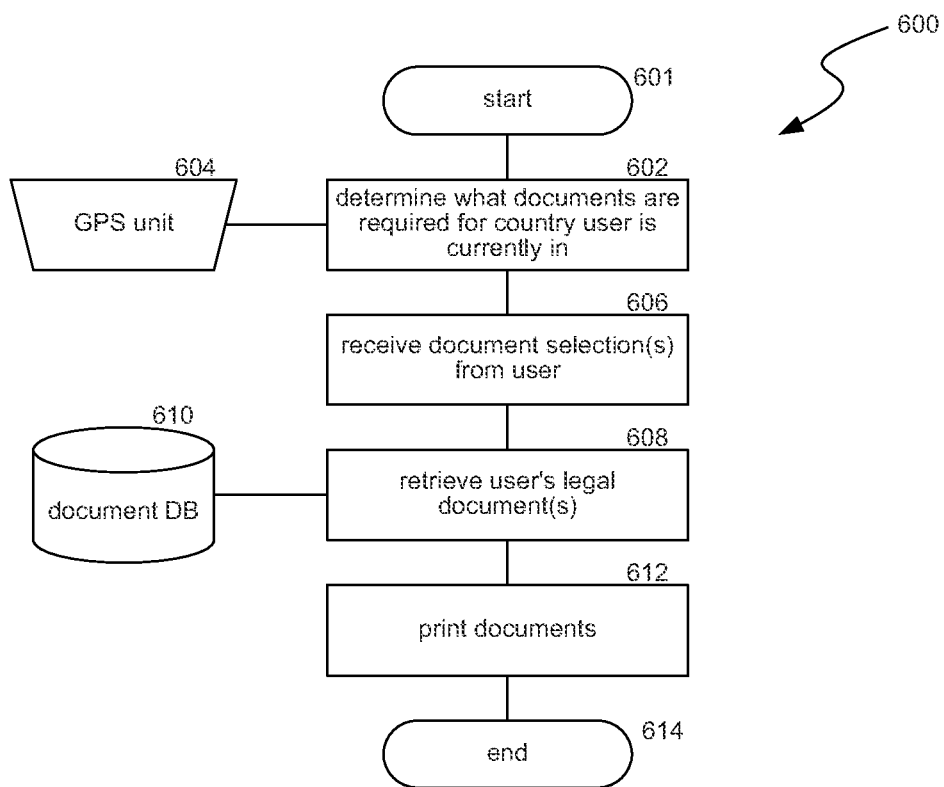 600
601
start
604
602
GPS unit
determine what documents are
required for country user is
currently in
606
receive document selection(s)
from user
610
608
document DB
retrieve user's legal
document(s)
612
print documents
614
end